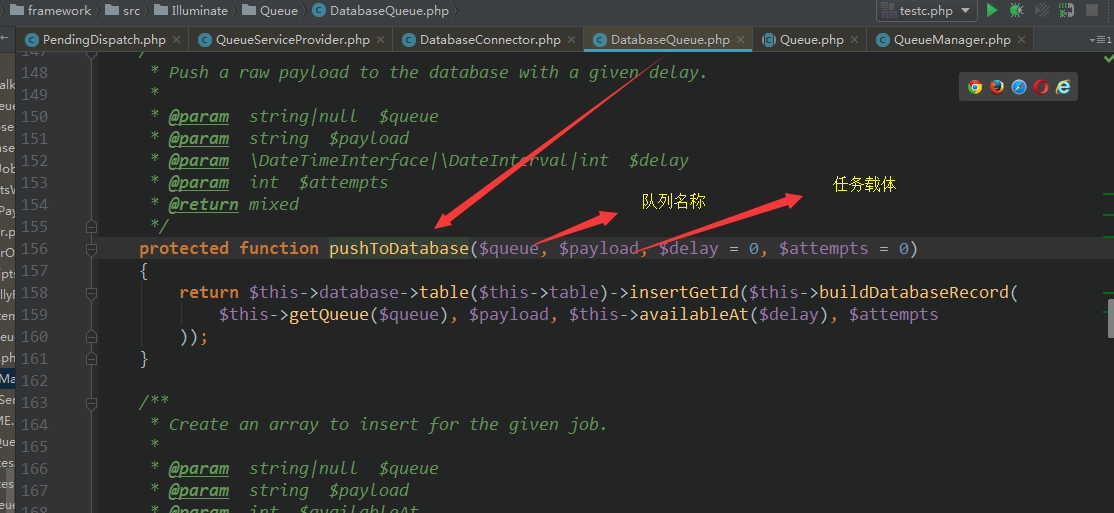 framework src Illuminate Queue DatabaseQueue.php testc.php
PendingDispatch.php QueueServiceProvider.php DatabaseConnector.php DatabaseQueue.php Queue.php QueueManager.php
148 * Push a raw payload to the database with a given delay.
149 *
150 * @param string|null $queue
151 * @param string $payload
152 * @param \DateTimeInterface|\DateInterval|int $delay
153 * @param int $attempts
任务载体
154 * @return mixed
队列名称
155 */
156 protected function pushToDatabase($queue, $payload, $delay = 0, $attempts = 0)
157 {
158 return $this->database->table($this->table)->insertGetId($this->buildDatabaseRecord(
159 $this->getQueue($queue), $payload, $this->availableAt($delay), $attempts
160 ));
161 }
162
163 /**
164 * Create an array to insert for the given job.
165 *
166 * @param string|null $queue
167 * @param string $payload
168 * @param int $availableAt